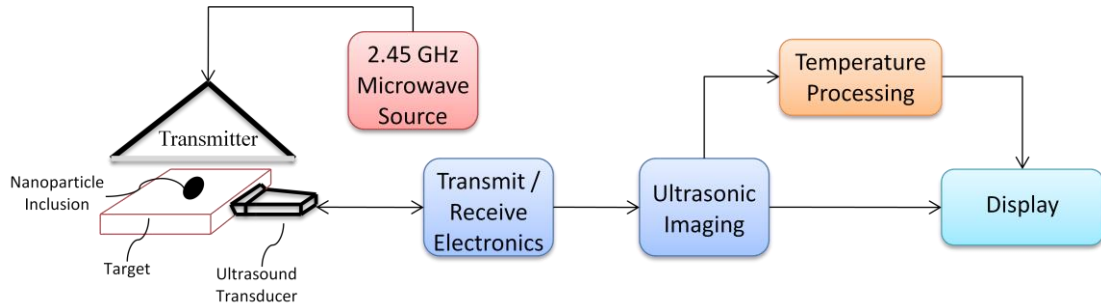 2.45 GHz
Microwave
Source
Transmitter
Nanoparticle
Inclusion
Target
Ultrasound
Transducer
Transmit /
Receive
Electronics
Ultrasonic
Imaging
Temperature
Processing
Display